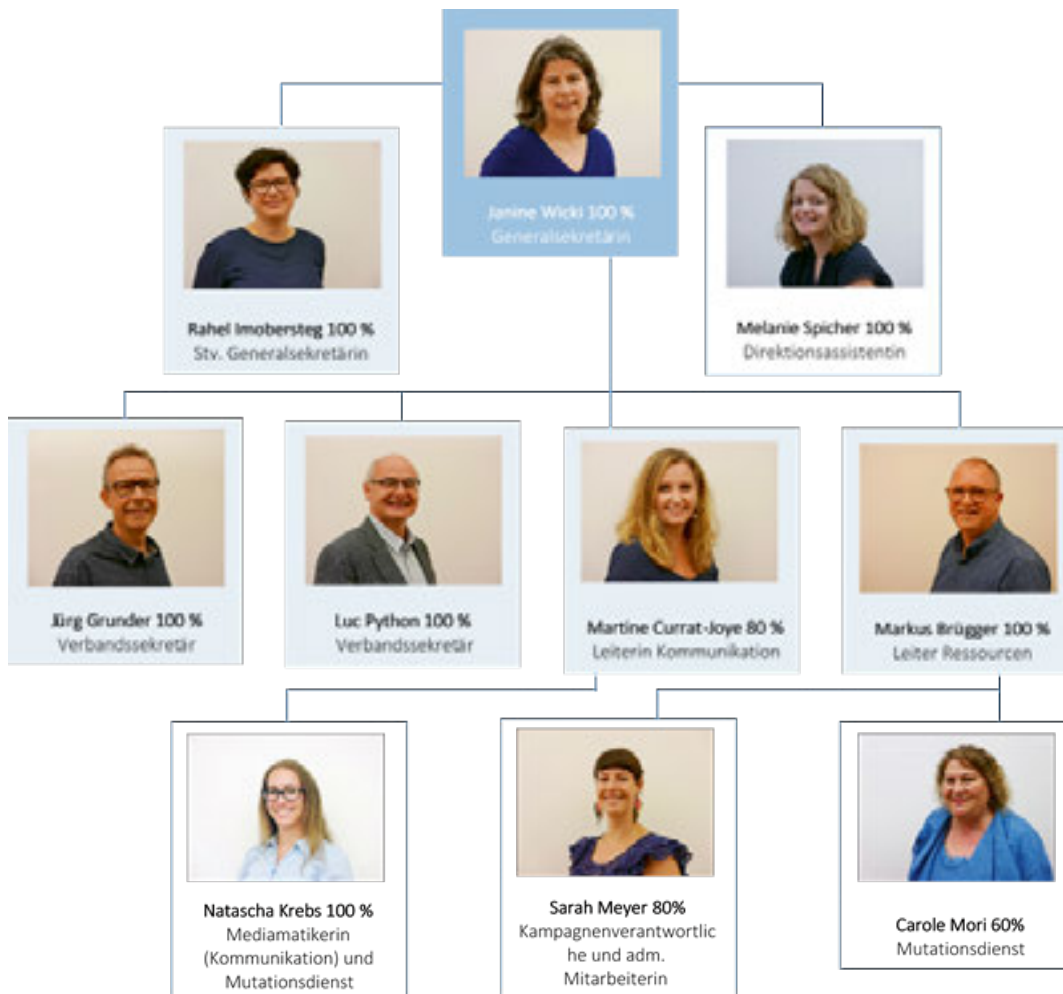 Janine Wicki 100 %
Generalsekretärin
Rahel Imobersteg 100 %
Stv. Generalsekretärin
Melanie Spicher 100 %
Direktionsassistentin
Jürg Grunder 100 %
Verbandssekretär
Luc Python 100 %
Verbandssekretär
Martine Currat-Joye 80 %
Leiterin Kommunikation
Markus Brügger 100 %
Leiter Ressourcen
Natascha Krebs 100 %
Mediamatikerin
(Kommunikation) und
Mutationsdienst
Sarah Meyer 80%
Kampagnenverantwortlic
he und adm.
Mitarbeiterin
Carole Mori 60%
Mutationsdienst